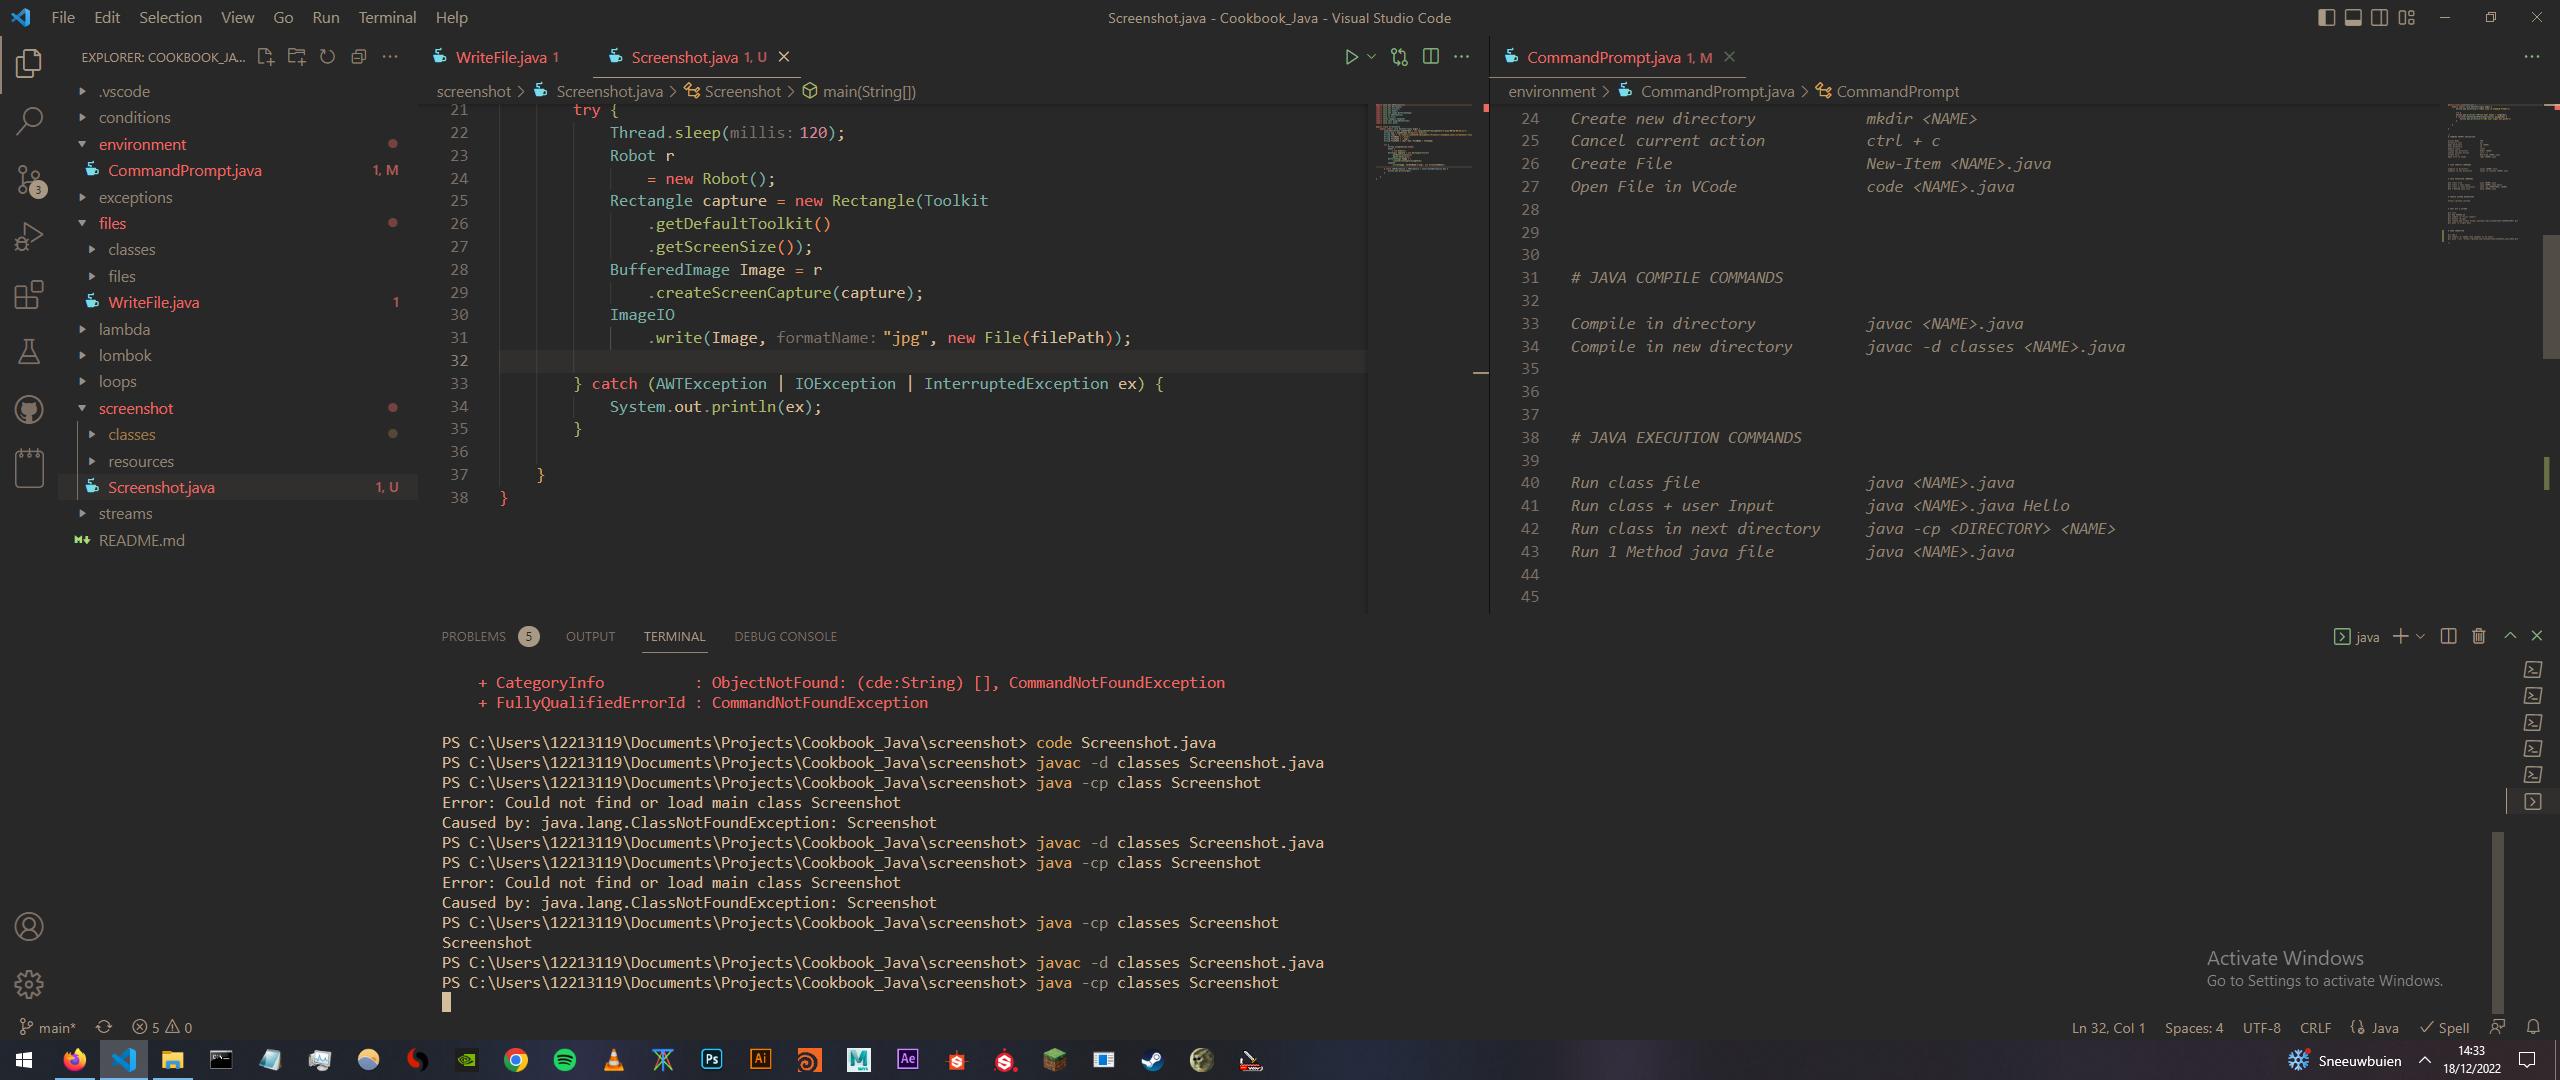 File Edit Selection View Go Run Terminal Help
Screenshot.java - Cookbook_Java - Visual Studio Code
EXPLORER: COOKBOOK_JA...
.vscode
conditions
environment
CommandPrompt.java 1, M
exceptions
files
classes
files
WriteFile.java 1
lambda
lombok
loops
screenshot
classes
resources
Screenshot.java 1, U
streams
README.md
3
WriteFile.java 1 Screenshot.java 1, U
screenshot > Screenshot.java > Screenshot > main(String[])
21 try {
22 Thread.sleep(millis: 120);
23 Robot r
24 = new Robot();
25 Rectangle capture = new Rectangle(Toolkit
26 .getDefaultToolkit()
27 .getScreenSize());
28 BufferedImage Image = r
29 .createScreenCapture(capture);
30 ImageIO
31 .write(Image, formatName: "jpg", new File(filePath));
32
33 } catch (AWTException | IOException | InterruptedException ex) {
34 System.out.println(ex);
35 }
36
37 }
38 }
CommandPrompt.java 1, M
environment > CommandPrompt.java > CommandPrompt
24 Create new directory mkdir <NAME>
25 Cancel current action ctrl + c
26 Create File New-Item <NAME>.java
27 Open File in VCode code <NAME>.java
28
29
30
31 # JAVA COMPILE COMMANDS
32
33 Compile in directory javac <NAME>.java
34 Compile in new directory javac -d classes <NAME>.java
35
36
37
38 # JAVA EXECUTION COMMANDS
39
40 Run class file java <NAME>.java
41 Run class + user Input java <NAME>.java Hello
42 Run class in next directory java -cp <DIRECTORY> <NAME>
43 Run 1 Method java file java <NAME>.java
44
45
PROBLEMS 5 OUTPUT TERMINAL DEBUG CONSOLE
java
+ CategoryInfo : ObjectNotFound: (cde:String) [], CommandNotFoundException
+ FullyQualifiedErrorId : CommandNotFoundException
PS C:\Users\12213119\Documents\Projects\Cookbook_Java\screenshot> code Screenshot.java
PS C:\Users\12213119\Documents\Projects\Cookbook_Java\screenshot> javac -d classes Screenshot.java
PS C:\Users\12213119\Documents\Projects\Cookbook_Java\screenshot> java -cp class Screenshot
Error: Could not find or load main class Screenshot
Caused by: java.lang.ClassNotFoundException: Screenshot
PS C:\Users\12213119\Documents\Projects\Cookbook_Java\screenshot> javac -d classes Screenshot.java
PS C:\Users\12213119\Documents\Projects\Cookbook_Java\screenshot> java -cp class Screenshot
Error: Could not find or load main class Screenshot
Caused by: java.lang.ClassNotFoundException: Screenshot
PS C:\Users\12213119\Documents\Projects\Cookbook_Java\screenshot> java -cp classes Screenshot
Screenshot
PS C:\Users\12213119\Documents\Projects\Cookbook_Java\screenshot> javac -d classes Screenshot.java
PS C:\Users\12213119\Documents\Projects\Cookbook_Java\screenshot> java -cp classes Screenshot
Activate Windows
Go to Settings to activate Windows.
main* 5 0
Ln 32, Col 1 Spaces: 4 UTF-8 CRLF Java Spell
Ps Ai Ae
Sneeuwbuien
14:33
18/12/2022